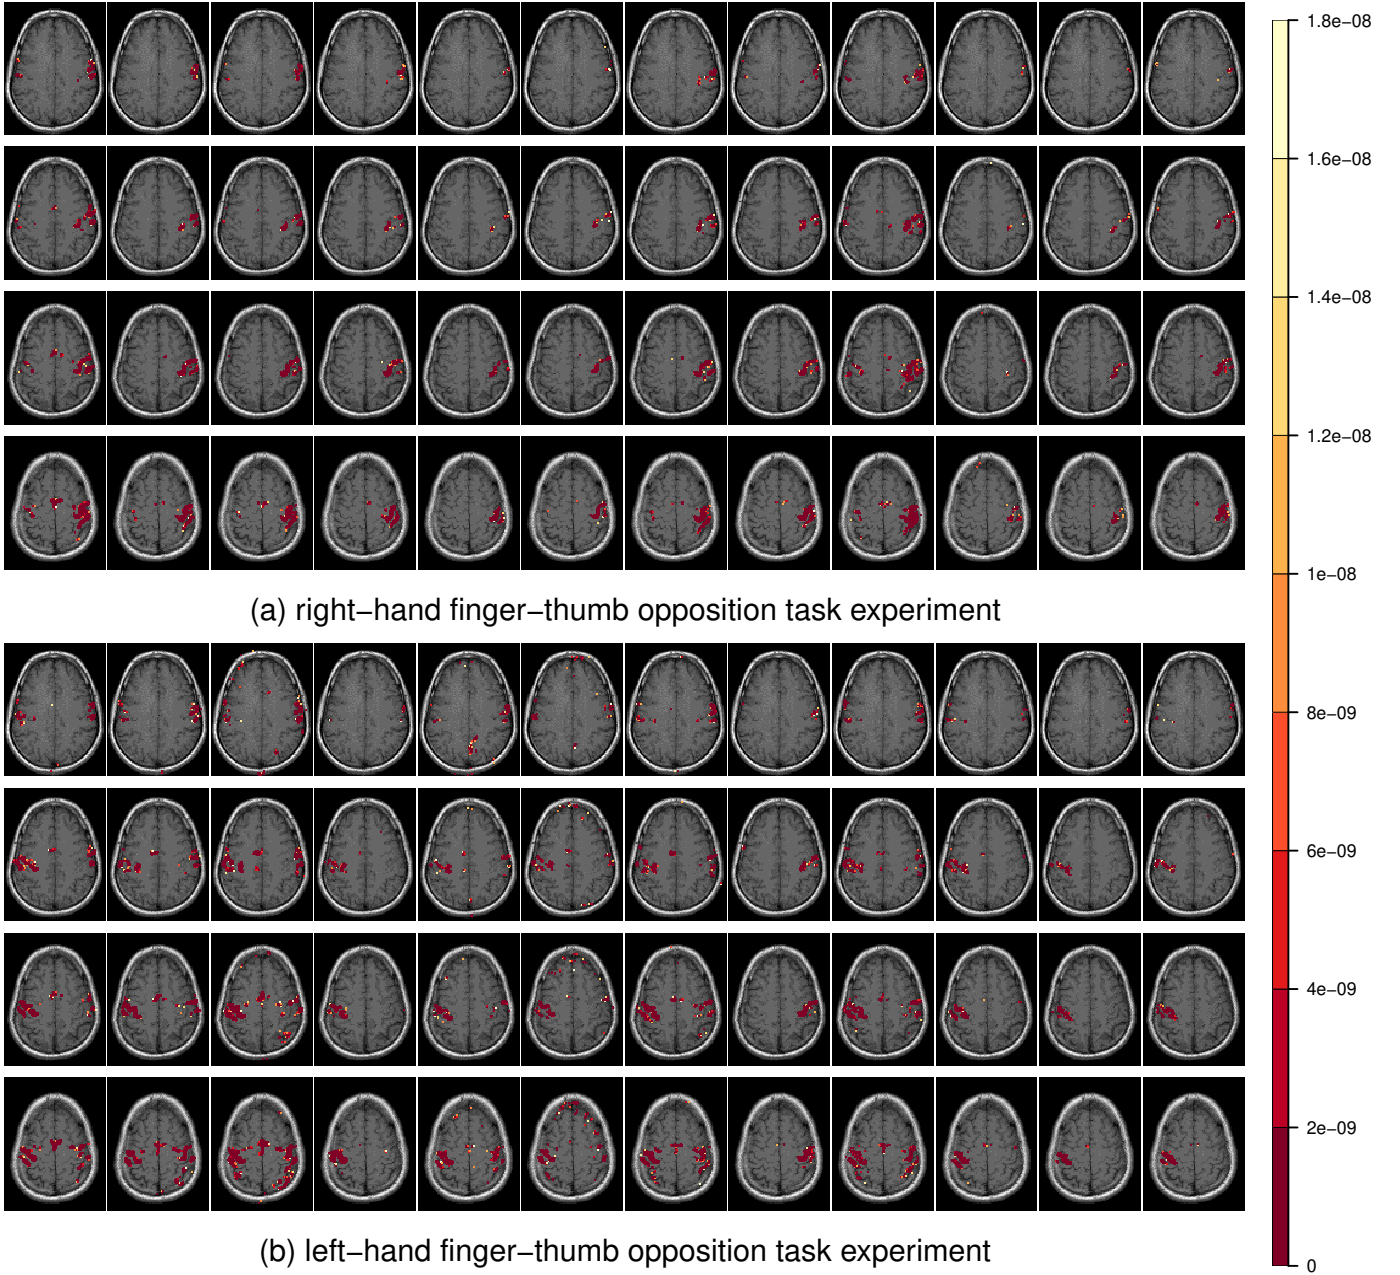 1.8e−08
1.6e−08
1.4e−08
1.2e−08
1e−08
8e−09
6e−09
4e−09
2e−09
0
(a) right−hand finger−thumb opposition task experiment
(b) left−hand finger−thumb opposition task experiment